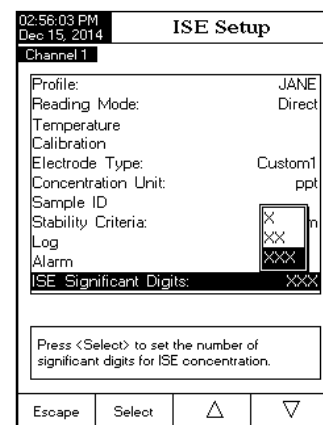 02:56:03 PM
Dec 15, 2014
ISE Setup
Channel 1
Profile: JANE
Reading Mode: Direct
Temperature
Calibration
Electrode Type: Custom1
Concentration Unit: ppt
Sample ID
Stability Criteria:
Log
Alarm
X
XX
XXX
ISE Significant Digits: XXX
Press <Select> to set the number of
significant digits for ISE concentration.
Escape Select △ ▽